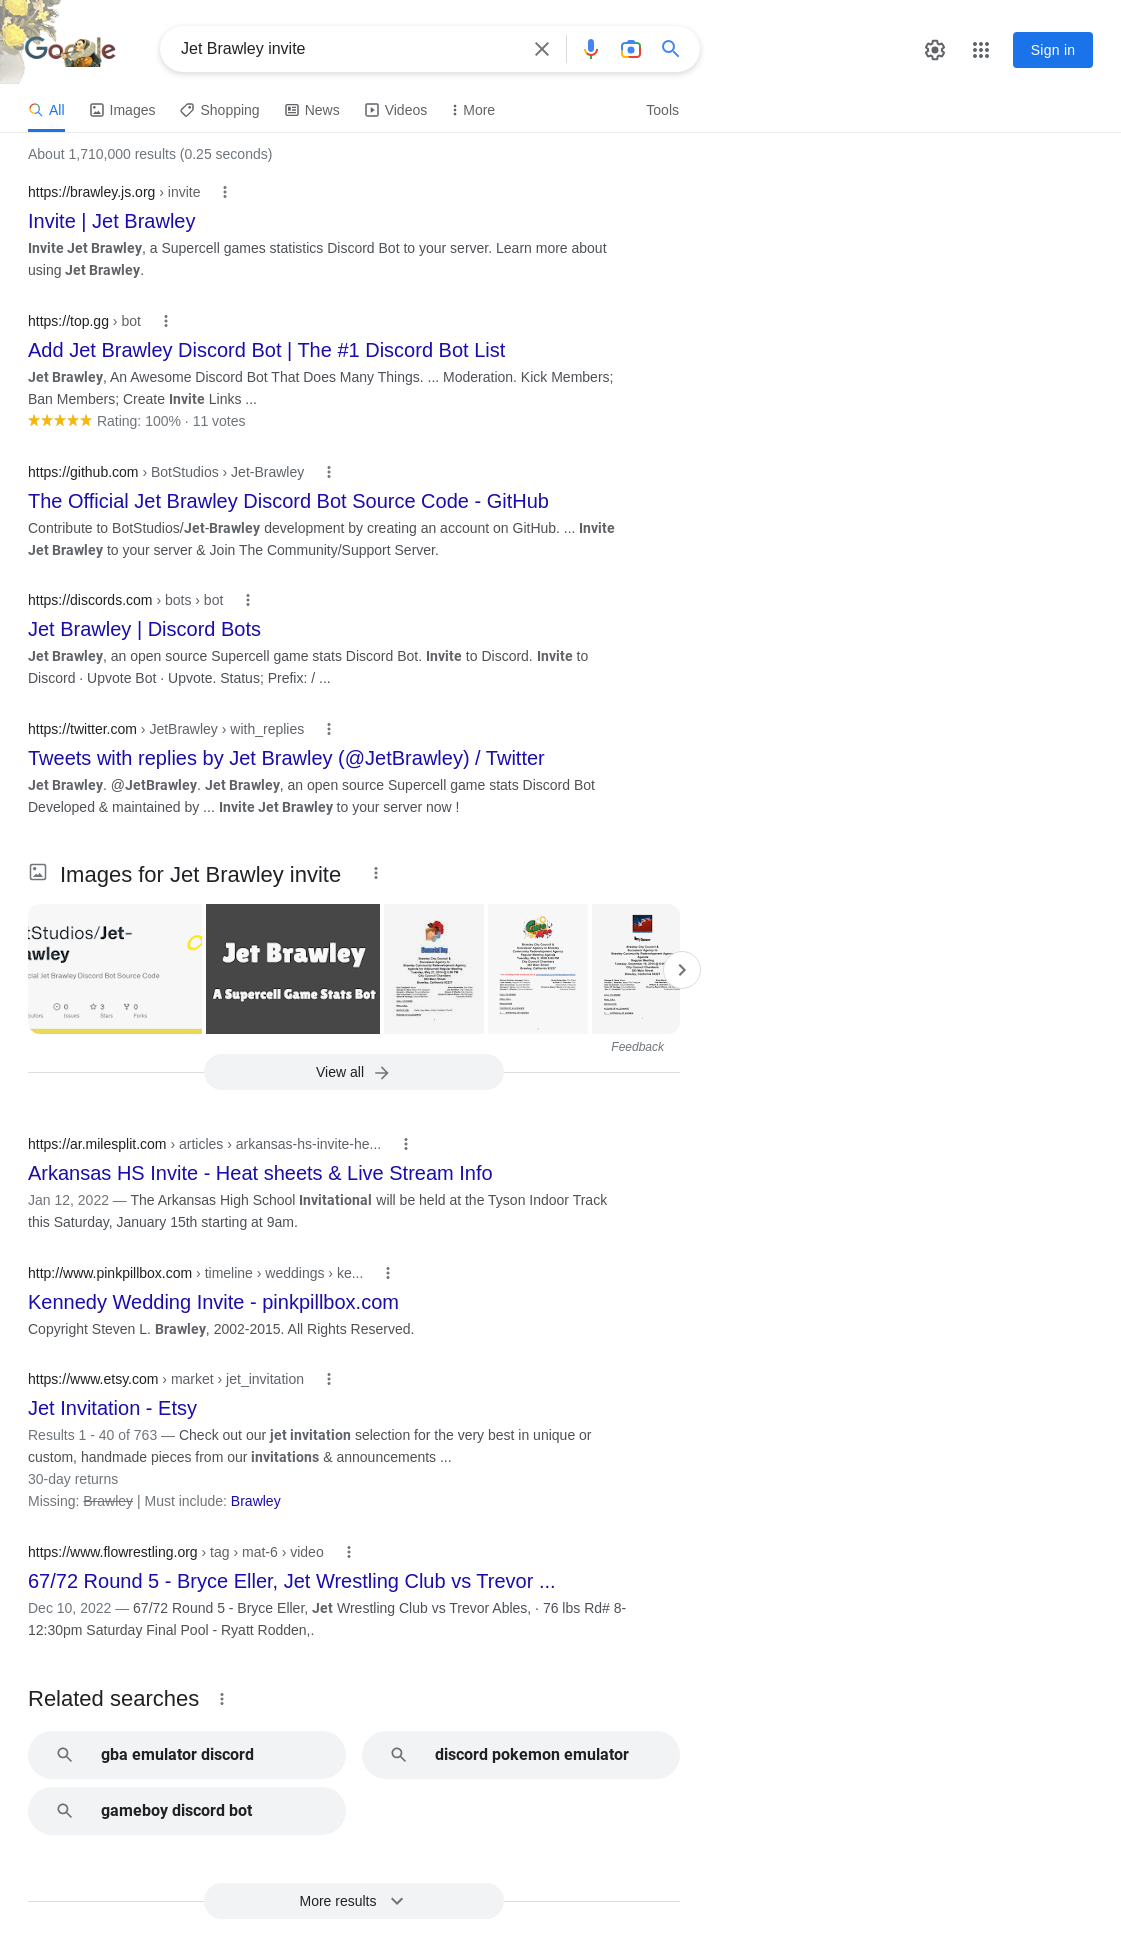 Google
Jet Brawley invite
Sign in
All
Images
Shopping
News
Videos
More
Tools
About 1,710,000 results (0.25 seconds)
https://brawley.js.org › invite
Invite | Jet Brawley
Invite Jet Brawley, a Supercell games statistics Discord Bot to your server. Learn more about
using Jet Brawley.
https://top.gg › bot
Add Jet Brawley Discord Bot | The #1 Discord Bot List
Jet Brawley, An Awesome Discord Bot That Does Many Things. ... Moderation. Kick Members;
Ban Members; Create Invite Links ...
Rating: 100% · 11 votes
https://github.com › BotStudios › Jet-Brawley
The Official Jet Brawley Discord Bot Source Code - GitHub
Contribute to BotStudios/Jet-Brawley development by creating an account on GitHub. ... Invite
Jet Brawley to your server & Join The Community/Support Server.
https://discords.com › bots › bot
Jet Brawley | Discord Bots
Jet Brawley, an open source Supercell game stats Discord Bot. Invite to Discord. Invite to
Discord · Upvote Bot · Upvote. Status; Prefix: / ...
https://twitter.com › JetBrawley › with_replies
Tweets with replies by Jet Brawley (@JetBrawley) / Twitter
Jet Brawley. @JetBrawley. Jet Brawley, an open source Supercell game stats Discord Bot
Developed & maintained by ... Invite Jet Brawley to your server now !
Images for Jet Brawley invite
tStudios/Jet-
wley
cial Jet Brawley Discord Bot Source Code
0 3 0
Issues Stars Forks
Jet Brawley
A Supercell Game Stats Bot
Memorial Day
Feedback
View all
https://ar.milesplit.com › articles › arkansas-hs-invite-he...
Arkansas HS Invite - Heat sheets & Live Stream Info
Jan 12, 2022 — The Arkansas High School Invitational will be held at the Tyson Indoor Track
this Saturday, January 15th starting at 9am.
http://www.pinkpillbox.com › timeline › weddings › ke...
Kennedy Wedding Invite - pinkpillbox.com
Copyright Steven L. Brawley, 2002-2015. All Rights Reserved.
https://www.etsy.com › market › jet_invitation
Jet Invitation - Etsy
Results 1 - 40 of 763 — Check out our jet invitation selection for the very best in unique or
custom, handmade pieces from our invitations & announcements ...
30-day returns
Missing: Brawley | Must include: Brawley
https://www.flowrestling.org › tag › mat-6 › video
67/72 Round 5 - Bryce Eller, Jet Wrestling Club vs Trevor ...
Dec 10, 2022 — 67/72 Round 5 - Bryce Eller, Jet Wrestling Club vs Trevor Ables, · 76 lbs Rd# 8-
12:30pm Saturday Final Pool - Ryatt Rodden,.
Related searches
gba emulator discord
discord pokemon emulator
gameboy discord bot
More results